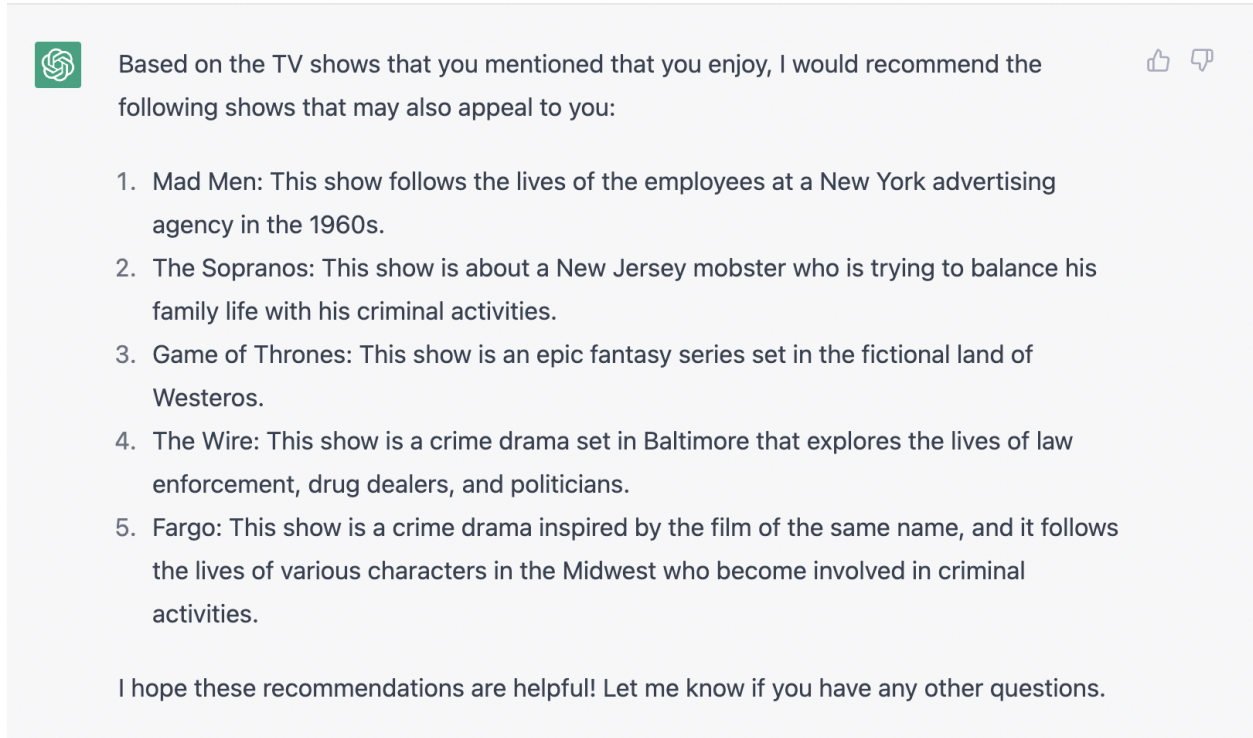 Based on the TV shows that you mentioned that you enjoy, I would recommend the
following shows that may also appeal to you:
1. Mad Men: This show follows the lives of the employees at a New York advertising
agency in the 1960s.
2. The Sopranos: This show is about a New Jersey mobster who is trying to balance his
family life with his criminal activities.
3. Game of Thrones: This show is an epic fantasy series set in the fictional land of
Westeros.
4. The Wire: This show is a crime drama set in Baltimore that explores the lives of law
enforcement, drug dealers, and politicians.
5. Fargo: This show is a crime drama inspired by the film of the same name, and it follows
the lives of various characters in the Midwest who become involved in criminal
activities.
I hope these recommendations are helpful! Let me know if you have any other questions.